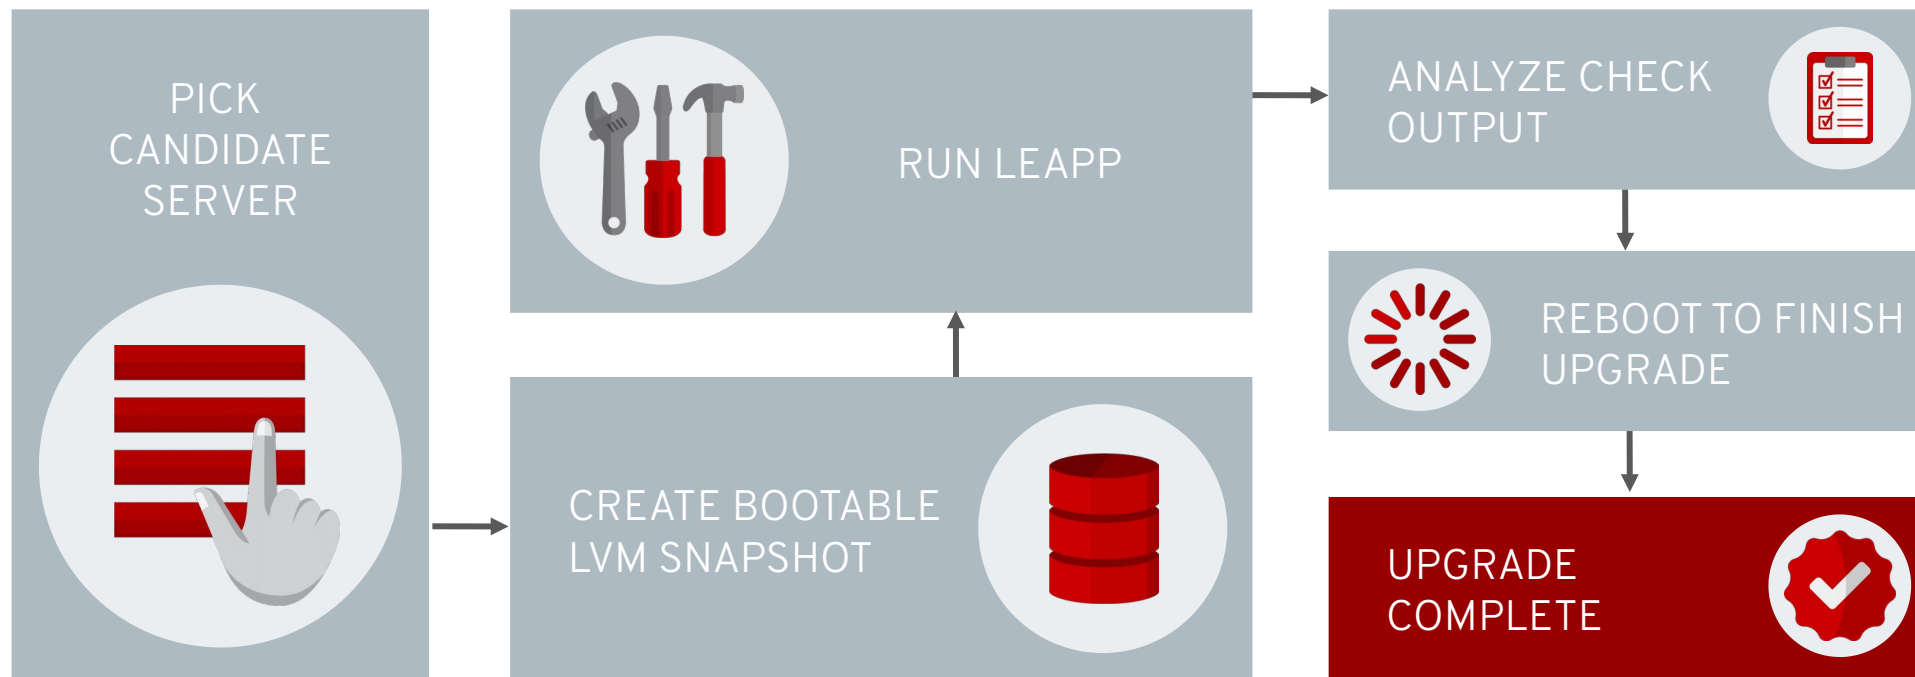 PICK
CANDIDATE
SERVER
CREATE BOOTABLE
LVM SNAPSHOT
RUN LEAPP
ANALYZE CHECK
OUTPUT
REBOOT TO FINISH
UPGRADE
UPGRADE
COMPLETE